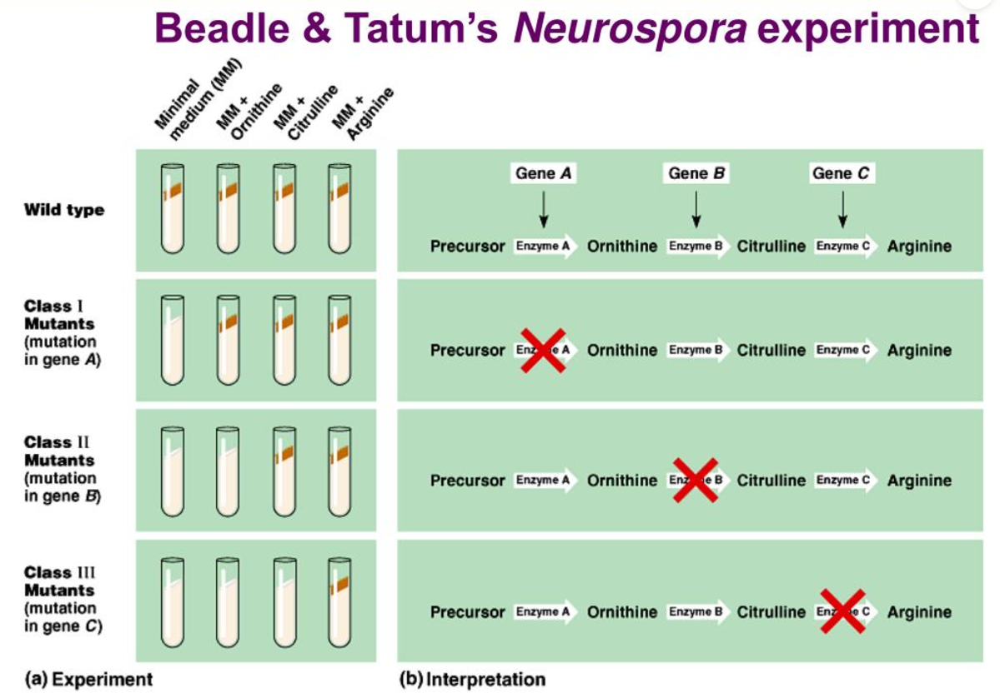 Beadle & Tatum's Neurospora experiment
Minimal
medium (MM)
MM +
Ornithine
MM +
Citrulline
MM +
Arginine
Wild type
Gene A
Gene B
Gene C
Precursor Enzyme A Ornithine Enzyme B Citrulline Enzyme C Arginine
Class I
Mutants
(mutation
in gene A)
Precursor Enzyme A Ornithine Enzyme B Citrulline Enzyme C Arginine
Class II
Mutants
(mutation
in gene B)
Precursor Enzyme A Ornithine Enzyme B Citrulline Enzyme C Arginine
Class III
Mutants
(mutation
in gene C)
Precursor Enzyme A Ornithine Enzyme B Citrulline Enzyme C Arginine
(a) Experiment
(b) Interpretation